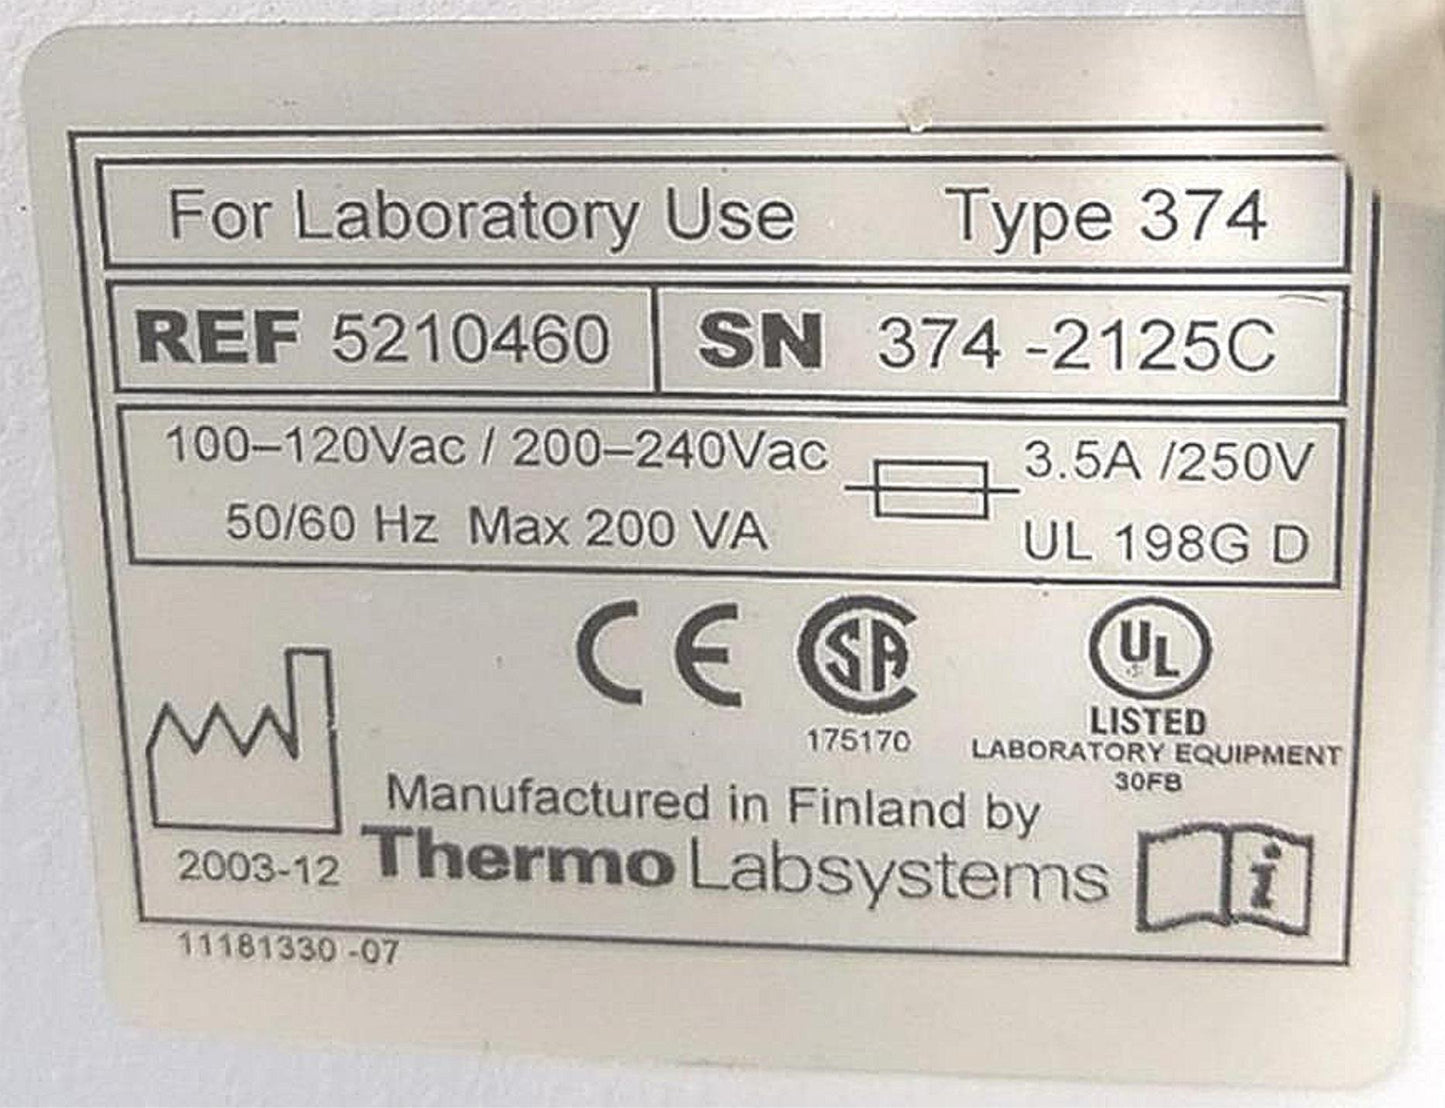 For Laboratory Use Type 374
REF 5210460 SN 374 -2125C
100–120Vac / 200–240Vac 3.5A /250V
50/60 Hz Max 200 VA UL 198G D
CE SA UL
LISTED
175170 LABORATORY EQUIPMENT
30FB
Manufactured in Finland by
2003-12 Thermo Labsystems i
11181330 -07